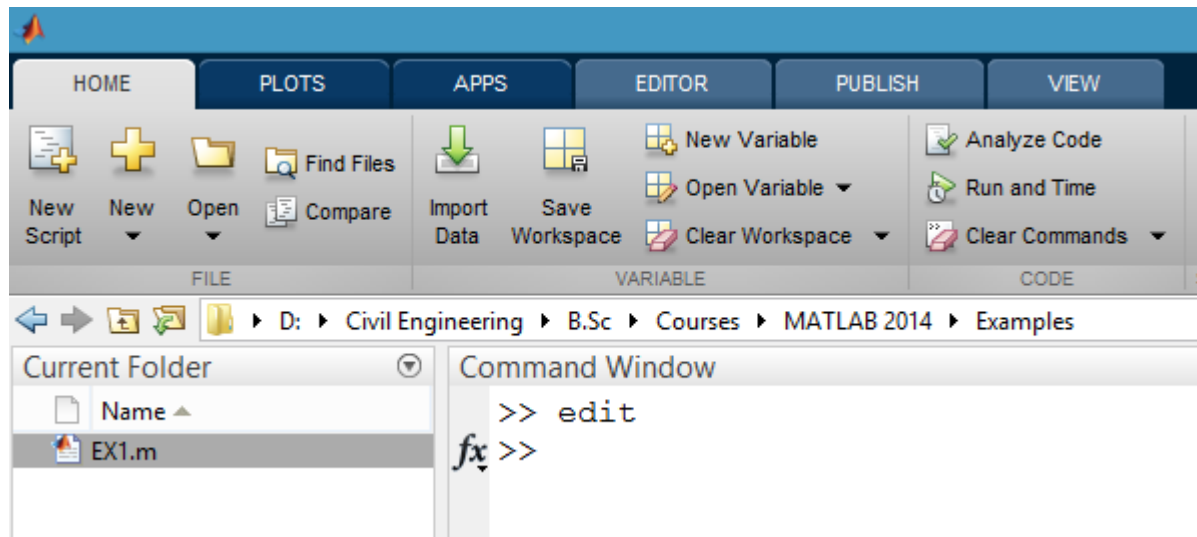 HOME PLOTS APPS EDITOR PUBLISH VIEW
New Script
New
Open
Find Files
Compare
Import Data
Save Workspace
New Variable
Open Variable
Clear Workspace
Analyze Code
Run and Time
Clear Commands
FILE VARIABLE CODE
D: Civil Engineering B.Sc Courses MATLAB 2014 Examples
Current Folder
Name
EX1.m
Command Window
>> edit
fx >>